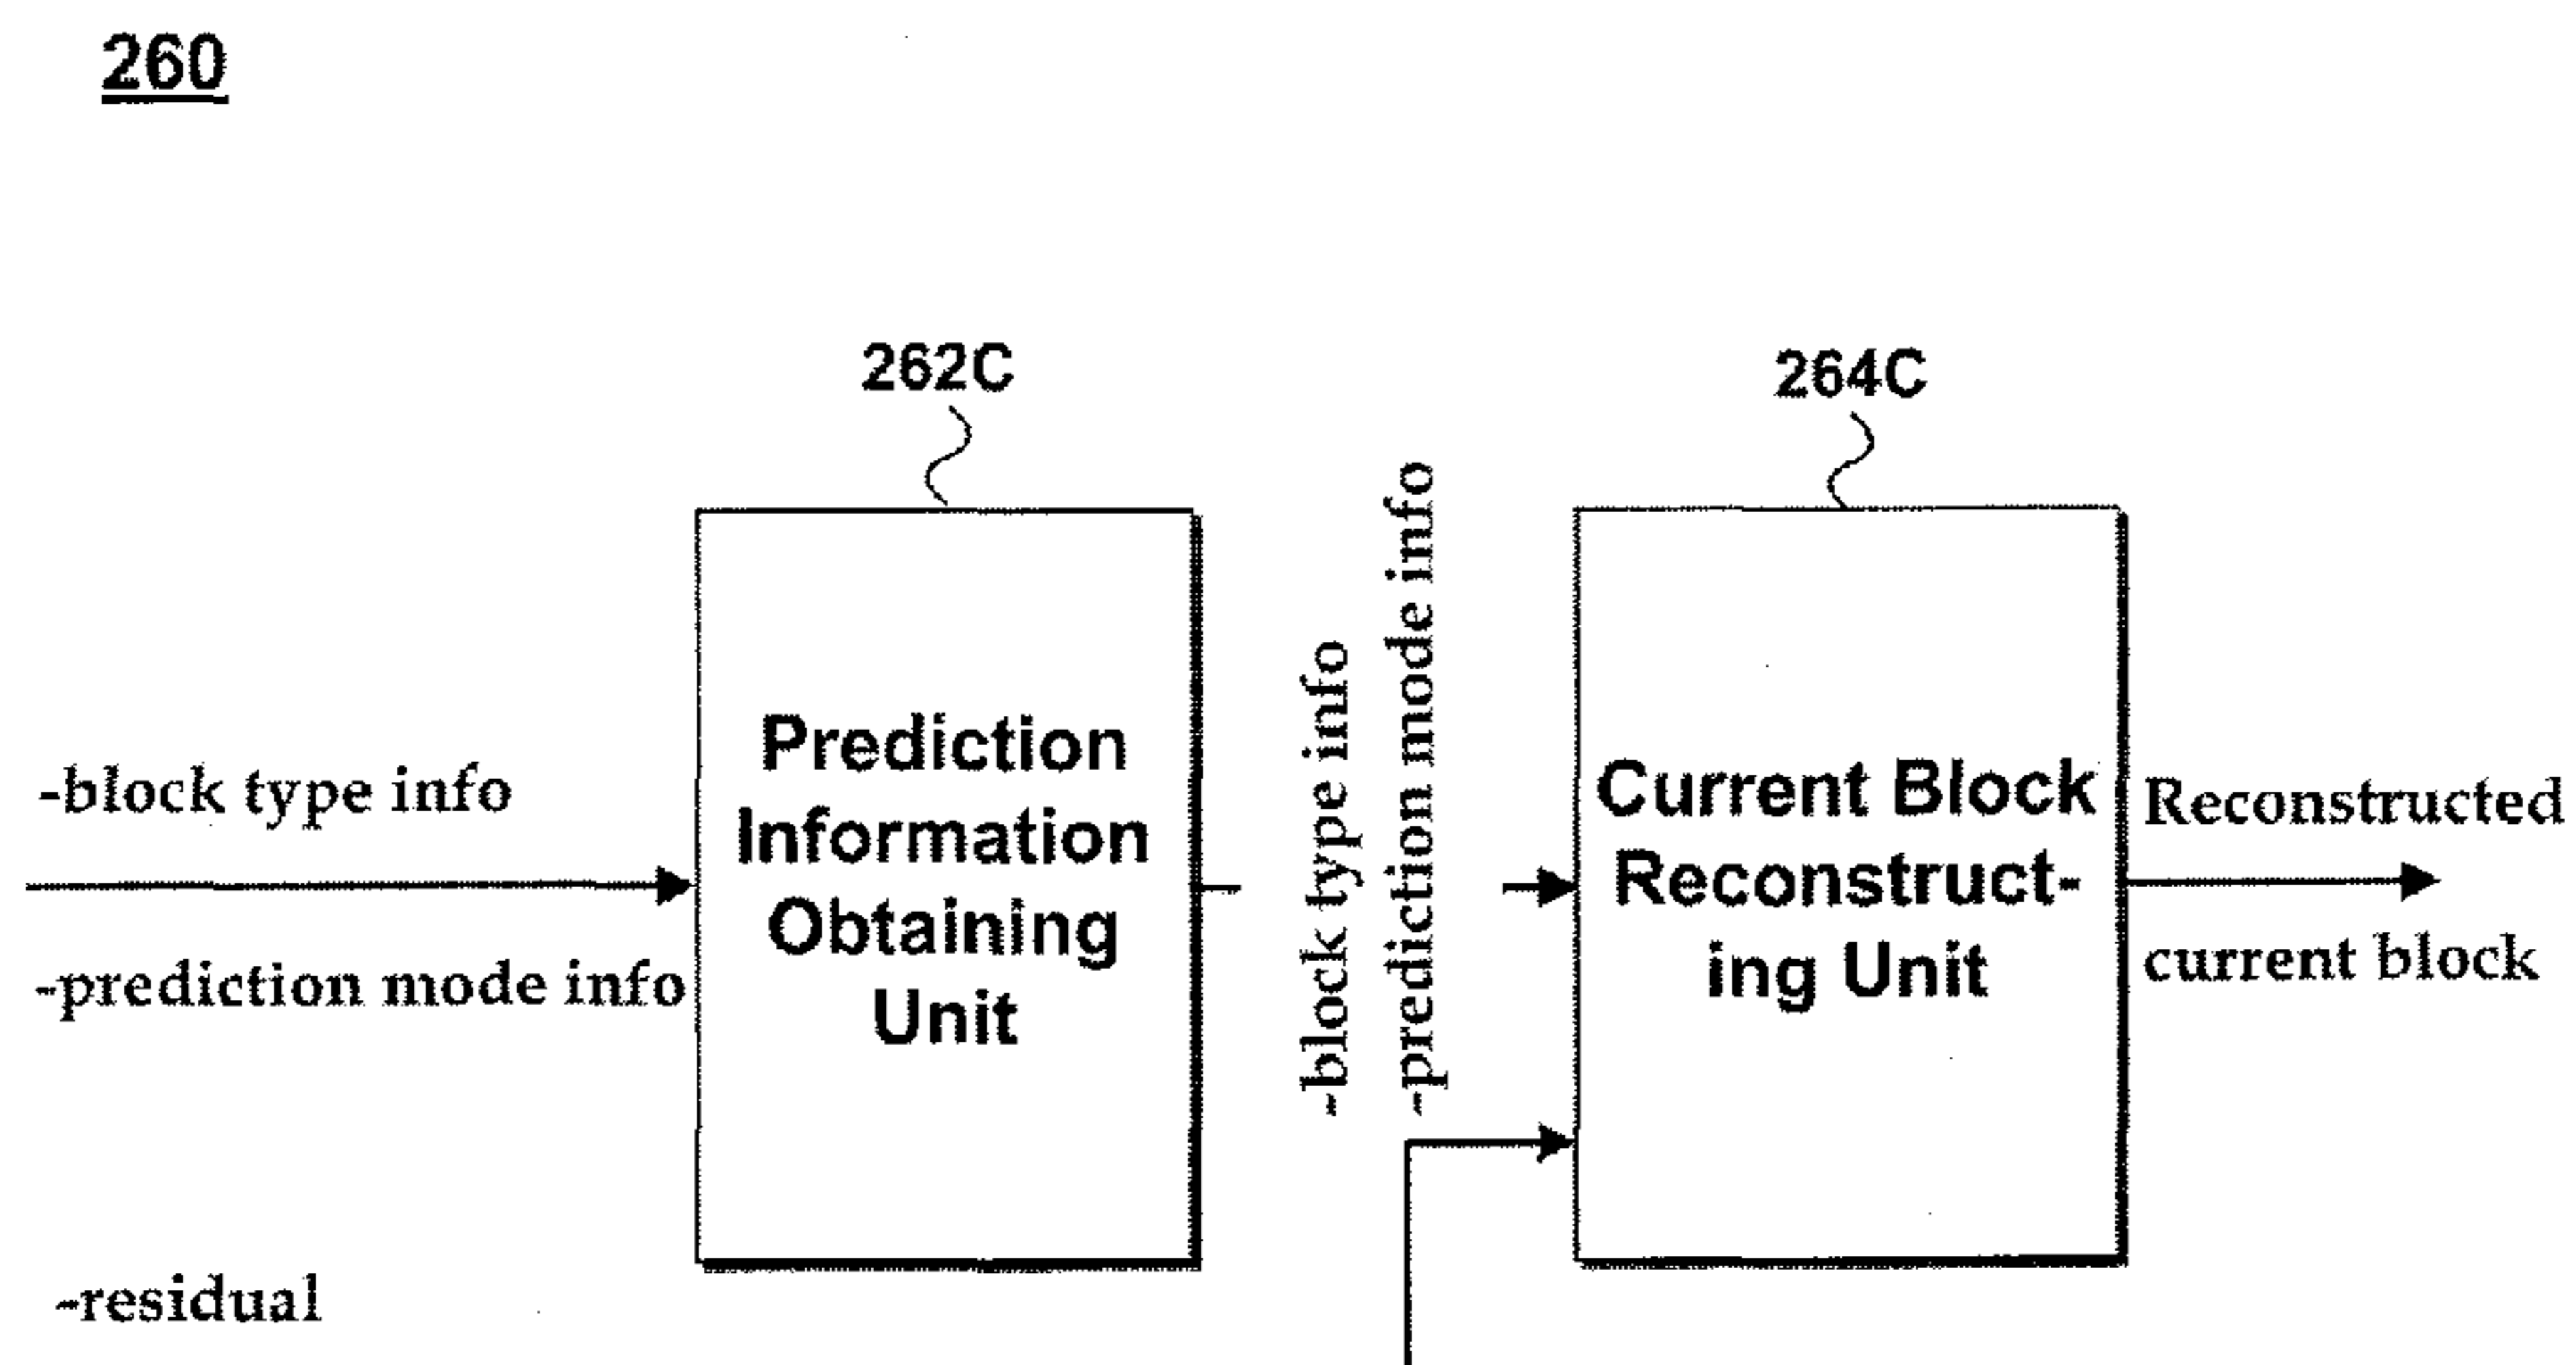 260
262C
264C
-block type info
-prediction mode info
Prediction
Information
Obtaining
Unit
-block type info
-prediction mode info
Current Block
Reconstruct-
ing Unit
Reconstructed
current block
-residual